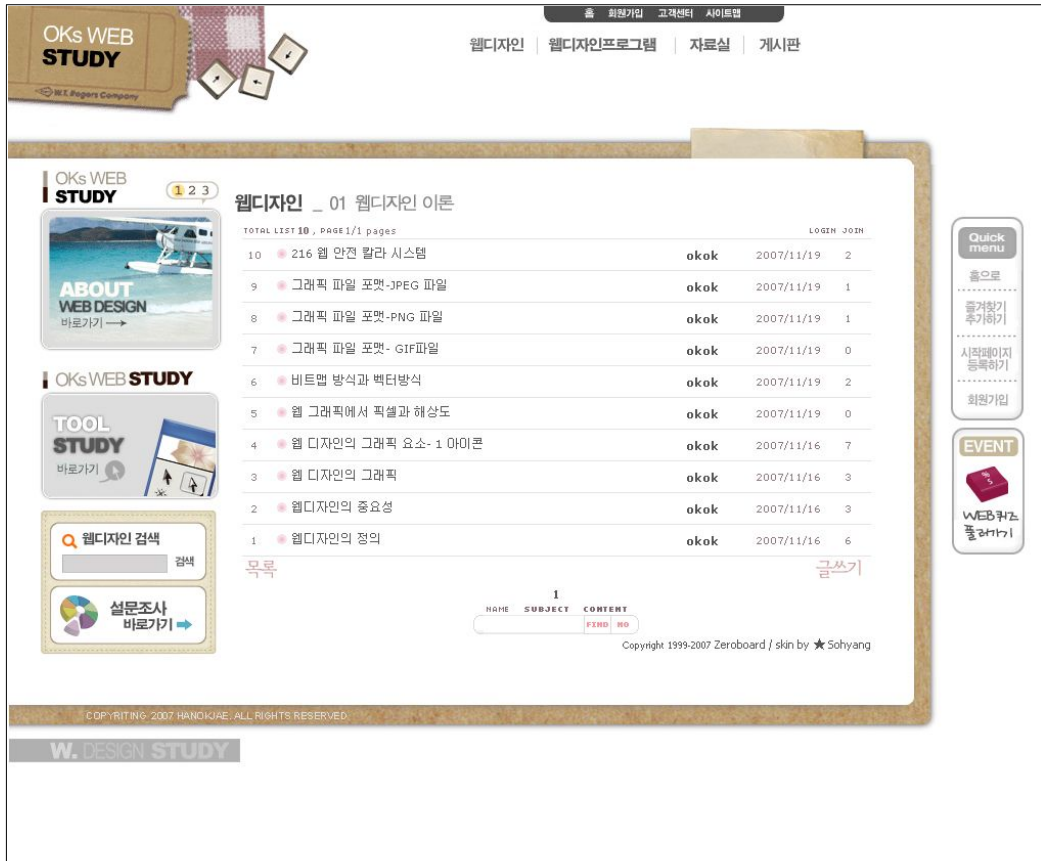 홈 회원가입 고객센터 사이트맵
OKs WEB
STUDY
W.T. Rogers Company
웹디자인 웹디자인프로그램 자료실 게시판
OKs WEB
STUDY
1 2 3
ABOUT
WEB DESIGN
바로가기
OKs WEB STUDY
TOOL
STUDY
바로가기
웹디자인 검색
검색
설문조사
바로가기
웹디자인 _ 01 웹디자인 이론
TOTAL LIST 10 , PAGE 1/1 pages LOGIN JOIN
10 216 웹 안전 칼라 시스템 okok 2007/11/19 2
9 그래픽 파일 포맷-JPEG 파일 okok 2007/11/19 1
8 그래픽 파일 포맷-PNG 파일 okok 2007/11/19 1
7 그래픽 파일 포맷- GIF파일 okok 2007/11/19 0
6 비트맵 방식과 벡터방식 okok 2007/11/19 2
5 웹 그래픽에서 픽셀과 해상도 okok 2007/11/19 0
4 웹 디자인의 그래픽 요소- 1 아이콘 okok 2007/11/16 7
3 웹 디자인의 그래픽 okok 2007/11/16 3
2 웹디자인의 중요성 okok 2007/11/16 3
1 웹디자인의 정의 okok 2007/11/16 6
목록 글쓰기
1
NAME SUBJECT CONTENT
FIND NO
Copyright 1999-2007 Zeroboard / skin by ★ Sohyang
Quick
menu
홈으로
즐겨찾기
추가하기
시작페이지
등록하기
회원가입
EVENT
WEB퀴즈
풀러가기
COPYRITING 2007 HANOKJAE. ALL RIGHTS RESERVED.
W. DESIGN STUDY